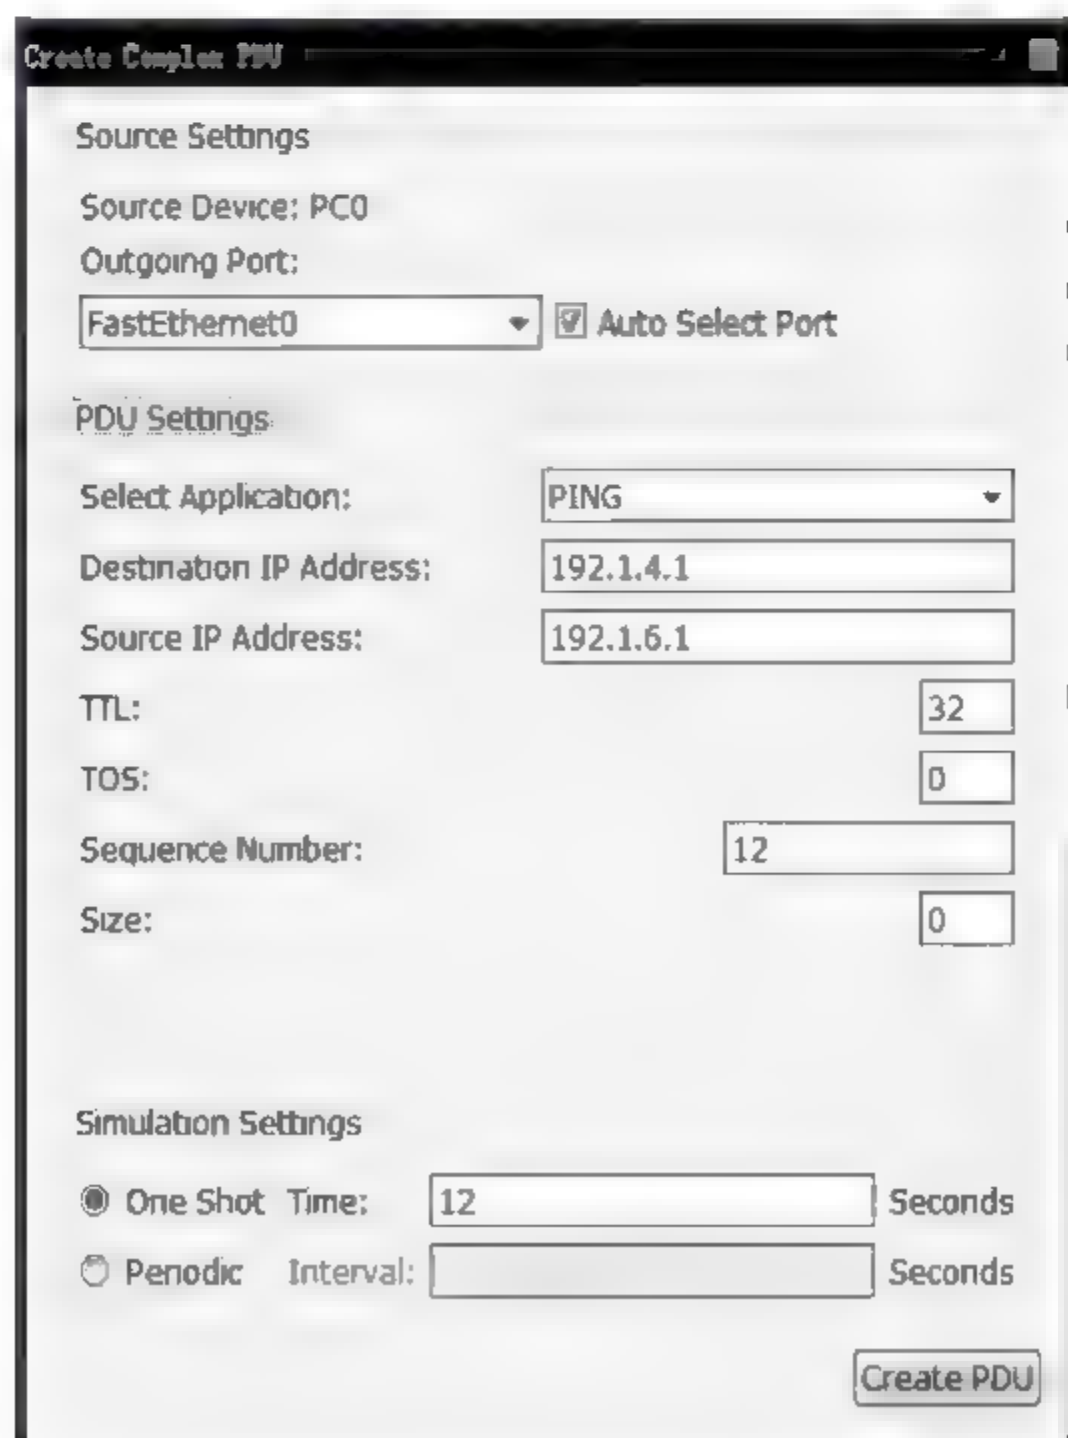 Create Complex PDU
Source Settings
Source Device: PC0
Outgoing Port:
FastEthernet0 Auto Select Port
PDU Settings
Select Application: PING
Destination IP Address: 192.1.4.1
Source IP Address: 192.1.6.1
TTL: 32
TOS: 0
Sequence Number: 12
Size: 0
Simulation Settings
One Shot Time: 12 Seconds
Periodic Interval: Seconds
Create PDU